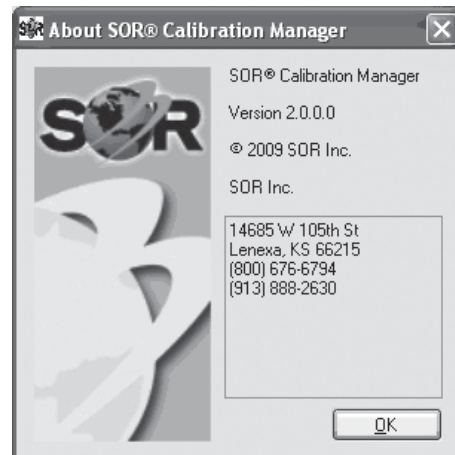 SOR About SOR® Calibration Manager
SOR
SOR® Calibration Manager
Version 2.0.0.0
© 2009 SOR Inc.
SOR Inc.
14685 W 105th St
Lenexa, KS 66215
(800) 676-6794
(913) 888-2630
OK